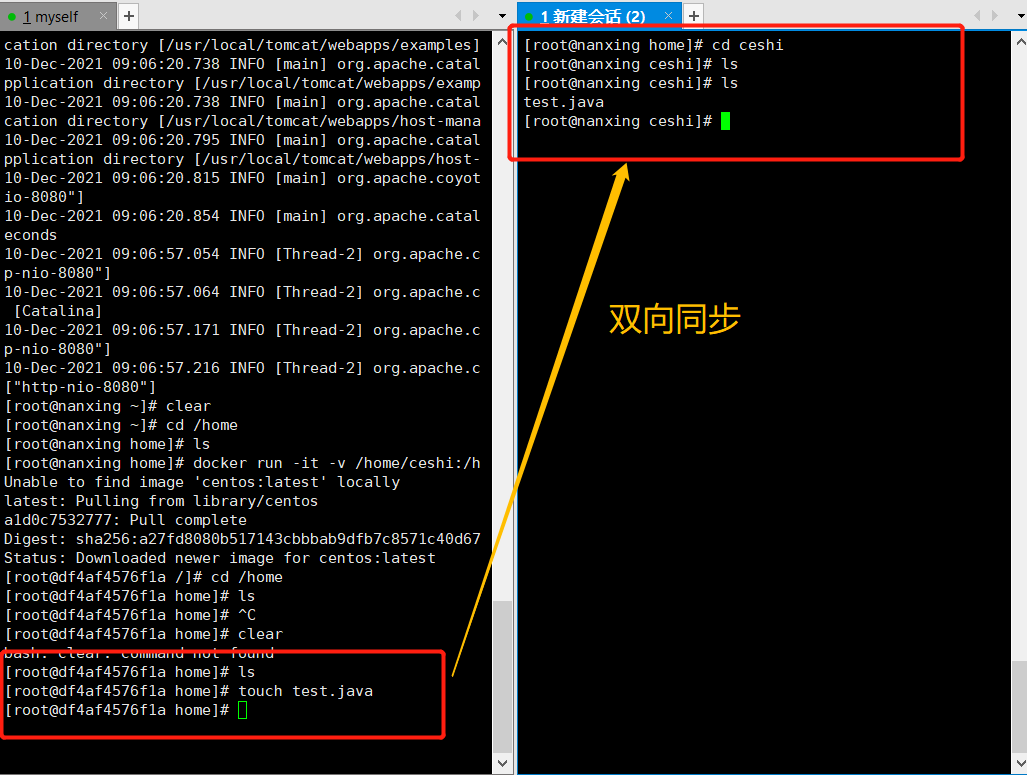 1 myself
cation directory [/usr/local/tomcat/webapps/examples]
10-Dec-2021 09:06:20.738 INFO [main] org.apache.catal
pplication directory [/usr/local/tomcat/webapps/examp
10-Dec-2021 09:06:20.738 INFO [main] org.apache.catal
cation directory [/usr/local/tomcat/webapps/host-mana
10-Dec-2021 09:06:20.795 INFO [main] org.apache.catal
pplication directory [/usr/local/tomcat/webapps/host-
10-Dec-2021 09:06:20.815 INFO [main] org.apache.coyot
io-8080"]
10-Dec-2021 09:06:20.854 INFO [main] org.apache.catal
econds
10-Dec-2021 09:06:57.054 INFO [Thread-2] org.apache.c
p-nio-8080"]
10-Dec-2021 09:06:57.064 INFO [Thread-2] org.apache.c
[Catalina]
10-Dec-2021 09:06:57.171 INFO [Thread-2] org.apache.c
p-nio-8080"]
10-Dec-2021 09:06:57.216 INFO [Thread-2] org.apache.c
["http-nio-8080"]
[root@nanxing ~]# clear
[root@nanxing ~]# cd /home
[root@nanxing home]# ls
[root@nanxing home]# docker run -it -v /home/ceshi:/h
Unable to find image 'centos:latest' locally
latest: Pulling from library/centos
a1d0c7532777: Pull complete
Digest: sha256:a27fd8080b517143cbbbab9dfb7c8571c40d67
Status: Downloaded newer image for centos:latest
[root@df4af4576f1a /]# cd /home
[root@df4af4576f1a home]# ls
[root@df4af4576f1a home]# ^C
[root@df4af4576f1a home]# clear
bash: clear: command not found
[root@df4af4576f1a home]# ls
[root@df4af4576f1a home]# touch test.java
[root@df4af4576f1a home]#
1 新建会话 (2)
[root@nanxing home]# cd ceshi
[root@nanxing ceshi]# ls
[root@nanxing ceshi]# ls
test.java
[root@nanxing ceshi]#
双向同步